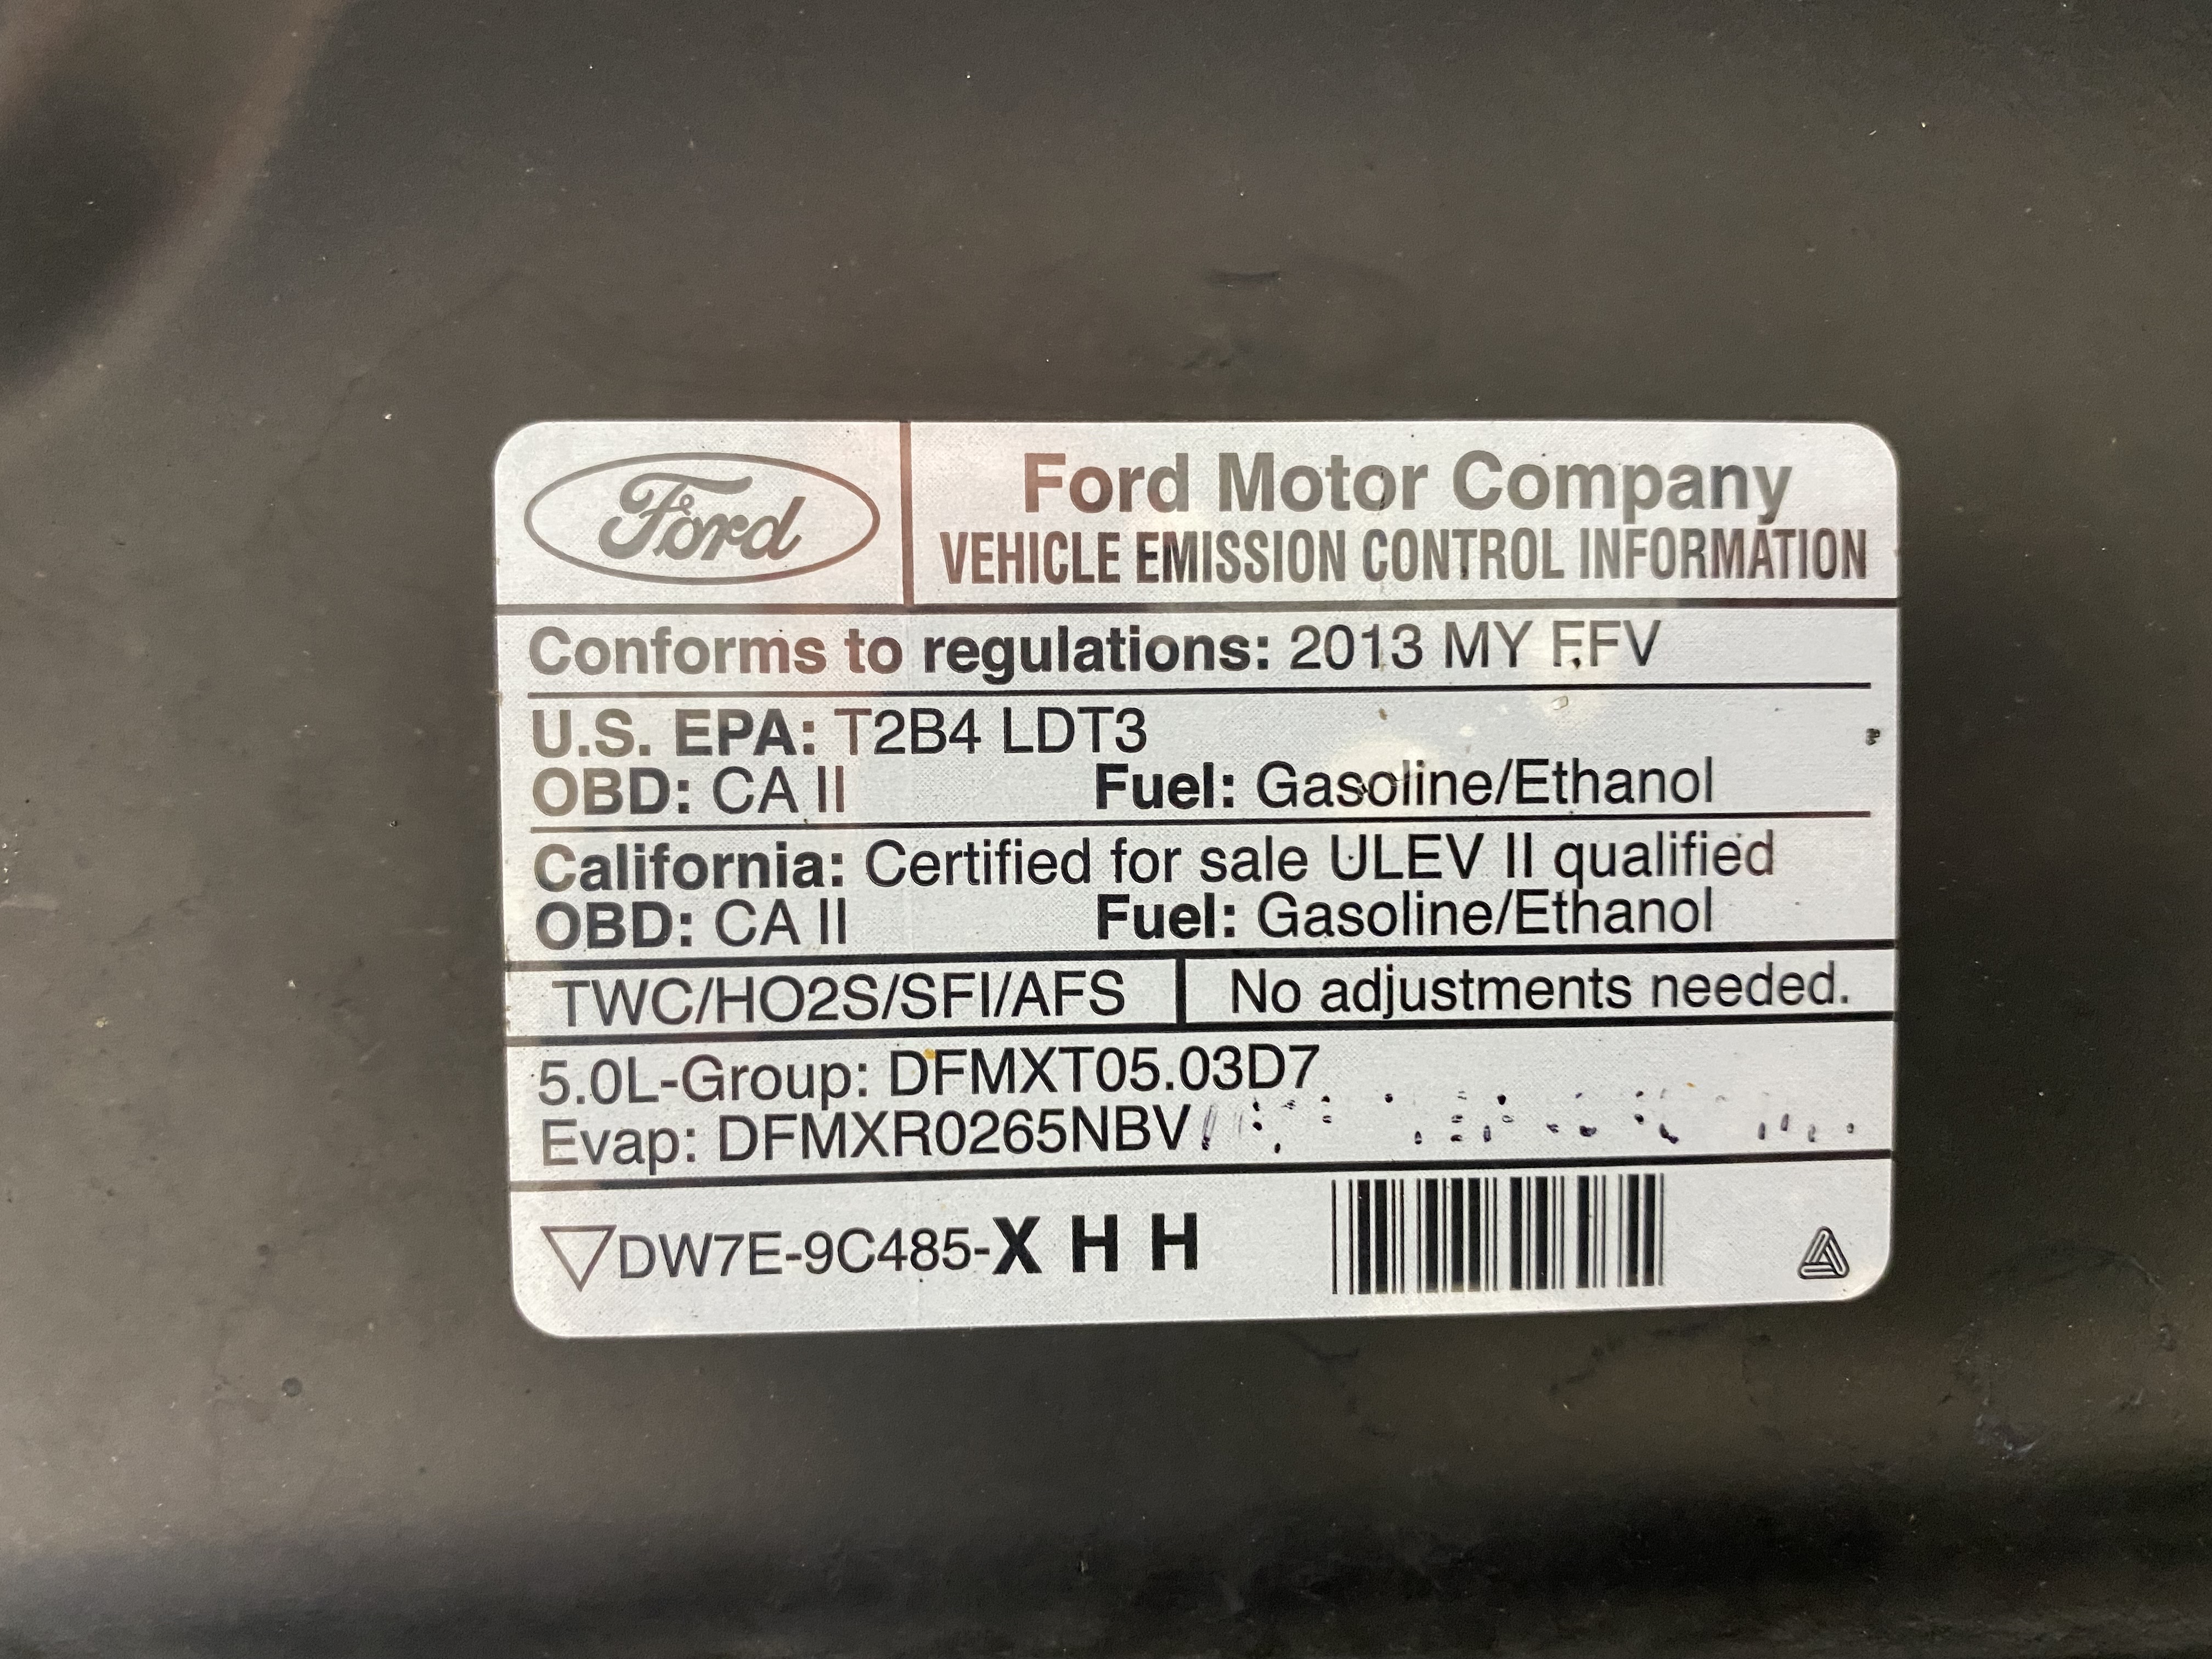 Ford
Ford Motor Company
VEHICLE EMISSION CONTROL INFORMATION
Conforms to regulations: 2013 MY FFV
U.S. EPA: T2B4 LDT3
OBD: CA II Fuel: Gasoline/Ethanol
California: Certified for sale ULEV II qualified
OBD: CA II Fuel: Gasoline/Ethanol
TWC/HO2S/SFI/AFS No adjustments needed.
5.0L-Group: DFMXT05.03D7
Evap: DFMXR0265NBV
DW7E-9C485-X H H